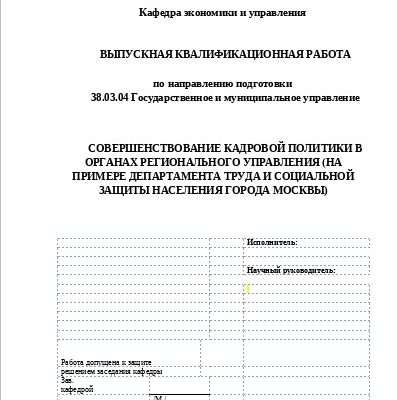 Кафедра экономики и управления
ВЫПУСКНАЯ КВАЛИФИКАЦИОННАЯ РАБОТА
по направлению подготовки
38.03.04 Государственное и муниципальное управление
СОВЕРШЕНСТВОВАНИЕ КАДРОВОЙ ПОЛИТИКИ В
ОРГАНАХ РЕГИОНАЛЬНОГО УПРАВЛЕНИЯ (НА
ПРИМЕРЕ ДЕПАРТАМЕНТА ТРУДА И СОЦИАЛЬНОЙ
ЗАЩИТЫ НАСЕЛЕНИЯ ГОРОДА МОСКВЫ)
Исполнитель:
Научный руководитель:
Работа допущена к защите
решением заседания кафедры
Зав.
кафедрой